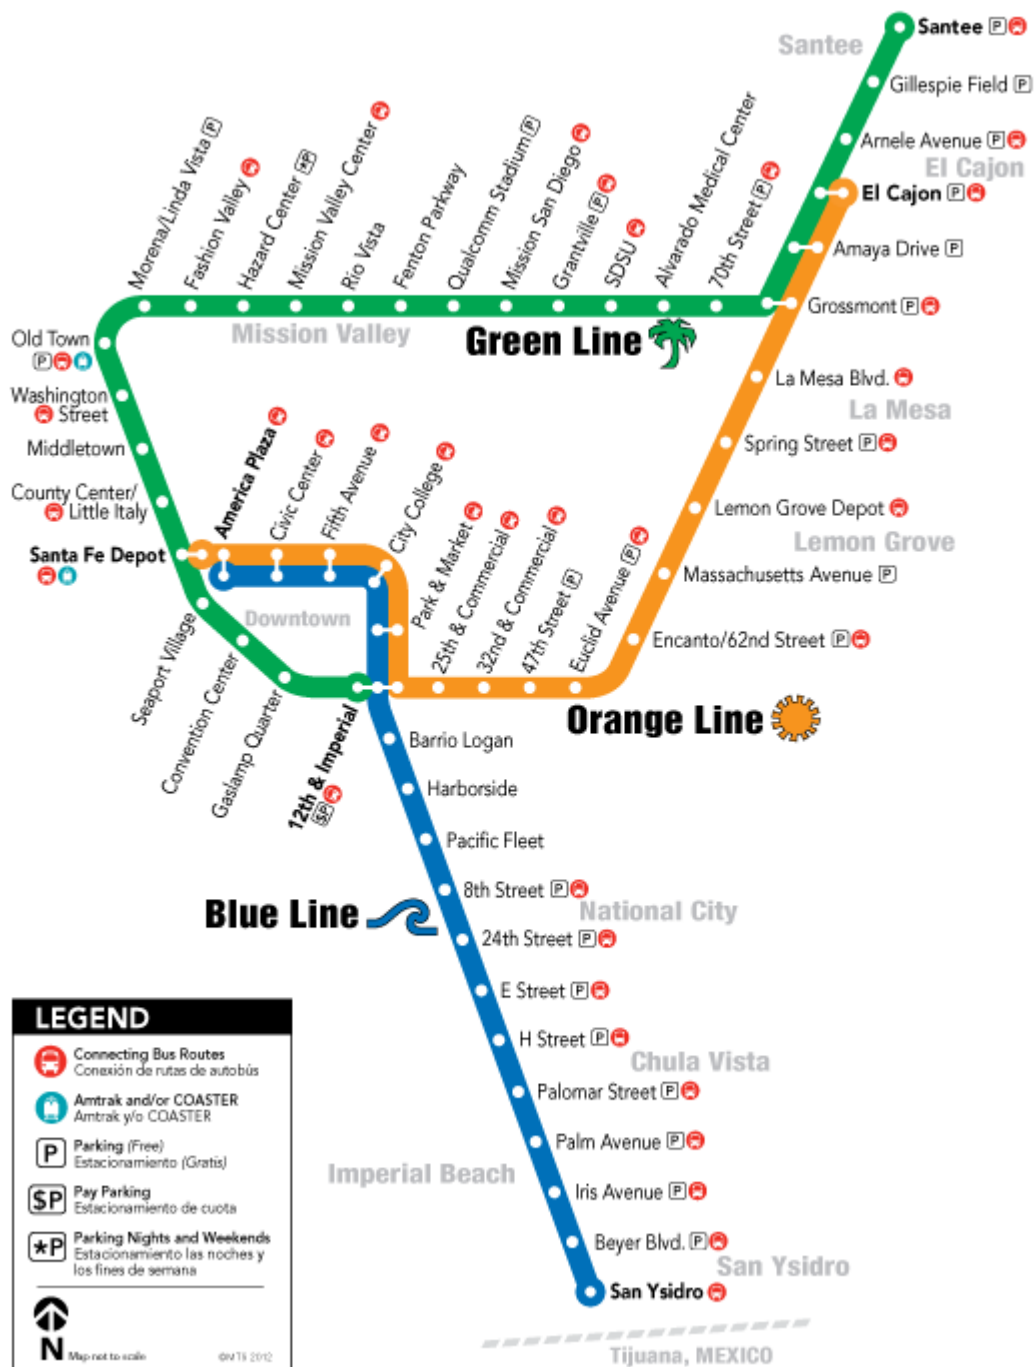 Santee
Santee P
Gillespie Field P
Arnele Avenue P
El Cajon
El Cajon P
Amaya Drive P
Grossmont P
La Mesa Blvd.
La Mesa
Spring Street P
Lemon Grove Depot
Lemon Grove
Massachusetts Avenue P
Encanto/62nd Street P
Morena/Linda Vista P
Fashion Valley
Hazard Center *P
Mission Valley Center
Rio Vista
Fenton Parkway
Qualcomm Stadium P
Mission San Diego
Grantville P
SDSU
Alvarado Medical Center
70th Street P
Mission Valley
Green Line
Old Town
P
Washington
Street
Middletown
County Center/
Little Italy
Santa Fe Depot
America Plaza
Civic Center
Fifth Avenue
City College
Park & Market
25th & Commercial
32nd & Commercial
47th Street P
Euclid Avenue P
Downtown
Seaport Village
Convention Center
Gaslamp Quarter
12th & Imperial
$P
Orange Line
Barrio Logan
Harborside
Pacific Fleet
8th Street P
National City
Blue Line
24th Street P
E Street P
H Street P
Chula Vista
Palomar Street P
Palm Avenue P
Imperial Beach
Iris Avenue P
Beyer Blvd. P
San Ysidro
San Ysidro
Tijuana, MEXICO
LEGEND
Connecting Bus Routes
Conexión de rutas de autobús
Amtrak and/or COASTER
Amtrak y/o COASTER
P
Parking (Free)
Estacionamiento (Gratis)
$P
Pay Parking
Estacionamiento de cuota
*P
Parking Nights and Weekends
Estacionamiento las noches y
los fines de semana
N
Map not to scale
©MTS 2012